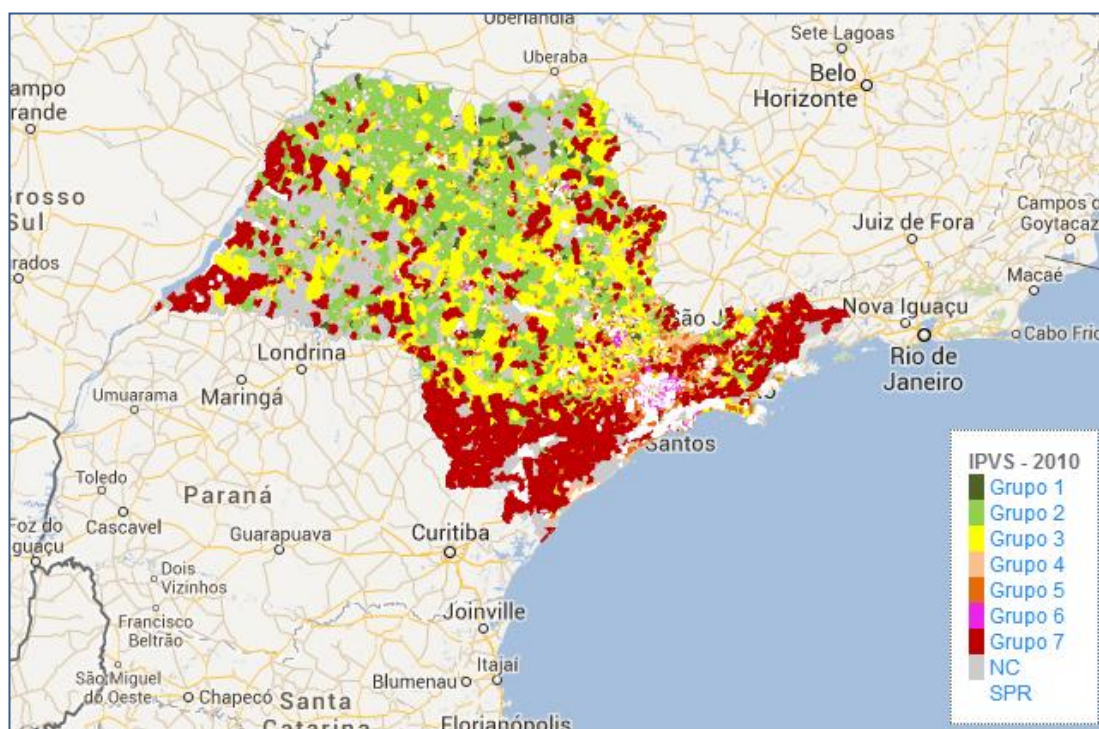 Uberlândia
Sete Lagoas
Uberaba
Belo
Horizonte
ampo
rande
rosso
Sul
Juiz de Fora
Campos d
Goytacaz
rados
Macaé
São J
Nova Iguaçu
Cabo Frio
Londrina
Rio de
Janeiro
Umuarama
Maringá
Santos
Toledo
Paraná
Cascavel
Foz do
Iguaçu
Guarapuava
Curitiba
Dois
Vizinhos
Francisco
Beltrão
Joinville
São Miguel
do Oeste
Chapecó
Itajaí
Blumenau
Santa
Catarina
Florianópolis
IPVS - 2010
Grupo 1
Grupo 2
Grupo 3
Grupo 4
Grupo 5
Grupo 6
Grupo 7
NC
SPR